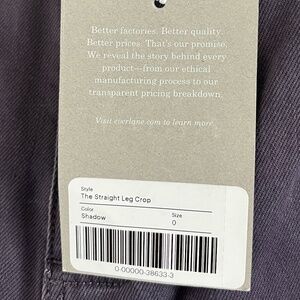 Better factories. Better quality.
Better prices. That's our promise.
We reveal the story behind every
product—from our ethical
manufacturing process to our
transparent pricing breakdown.
Visit everlane.com to learn more.
Style
The Straight Leg Crop
Color
Size
Shadow
0
0-00000-38633-3